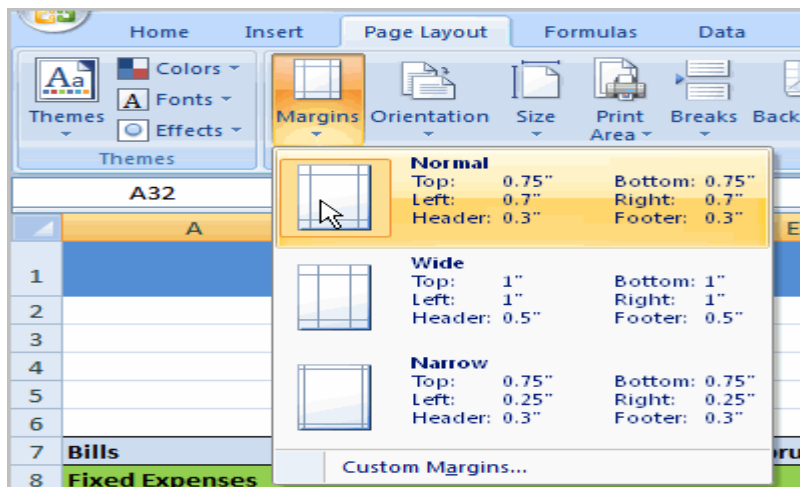 Home Insert Page Layout Formulas Data
Aa Colors
A Fonts
Effects
Themes
Themes
Margins Orientation Size Print Area Breaks
A32
A E
Normal
Top: 0.75" Bottom: 0.75"
Left: 0.7" Right: 0.7"
Header: 0.3" Footer: 0.3"
1
Wide
Top: 1" Bottom: 1"
Left: 1" Right: 1"
Header: 0.5" Footer: 0.5"
2
3
4
Narrow
Top: 0.75" Bottom: 0.75"
Left: 0.25" Right: 0.25"
Header: 0.3" Footer: 0.3"
5
6
7 Bills
Custom Margins...
8 Fixed Expenses